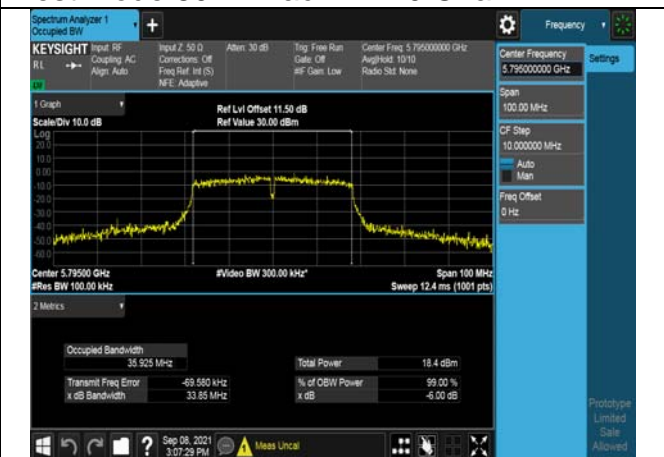 Spectrum Analyzer 1
Occupied BW
Frequency
KEYSIGHT
RL
Input: RF
Coupling: AC
Align: Auto
Input Z: 50 Ω
Corrections: Off
Freq Ref: Int (S)
NFE: Adaptive
Atten: 30 dB
Trig: Free Run
Gate: Off
#IF Gain: Low
Center Freq: 5.795000000 GHz
Avg|Hold: 10/10
Radio Std: None
Center Frequency
5.795000000 GHz
Settings
Span
100.00 MHz
CF Step
10.000000 MHz
Auto
Man
Freq Offset
0 Hz
1 Graph
Scale/Div 10.0 dB
Ref Lvl Offset 11.50 dB
Ref Value 30.00 dBm
Log
20.0
10.0
0.00
-10.0
-20.0
-30.0
-40.0
-50.0
-60.0
Center 5.79500 GHz
#Res BW 100.00 kHz
#Video BW 300.00 kHz*
Span 100 MHz
Sweep 12.4 ms (1001 pts)
2 Metrics
Occupied Bandwidth
35.925 MHz
Total Power 18.4 dBm
Transmit Freq Error -69.580 kHz
% of OBW Power 99.00 %
x dB Bandwidth 33.85 MHz
x dB -6.00 dB
Prototype
Limited
Sale
Allowed
Sep 08, 2021
3:07:29 PM
Meas Uncal